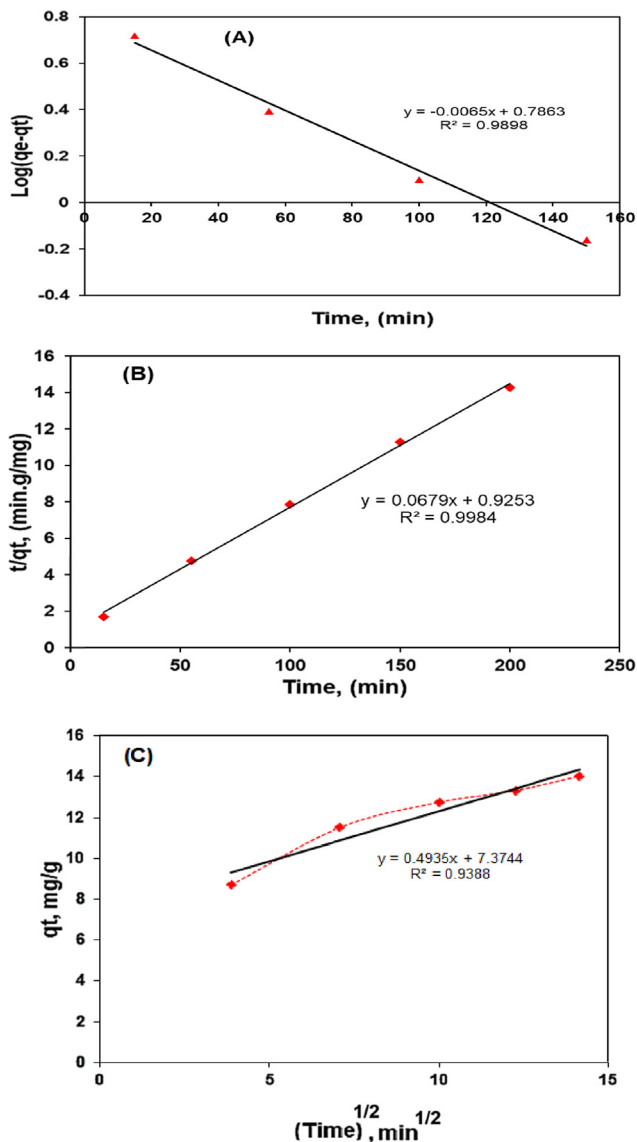 (A)
0.8
0.6
0.4
0.2
0
-0.2
-0.4
Log(qe-qt)
y = -0.0065x + 0.7863
R² = 0.9898
0 20 40 60 80 100 120 140 160
Time, (min)
(B)
16
14
12
10
8
6
4
2
0
t/qt, (min.g/mg)
y = 0.0679x + 0.9253
R² = 0.9984
0 50 100 150 200 250
Time, (min)
(C)
16
14
12
10
8
6
4
2
0
qt, mg/g
y = 0.4935x + 7.3744
R² = 0.9388
0 5 10 15
(Time)^1/2, min^1/2